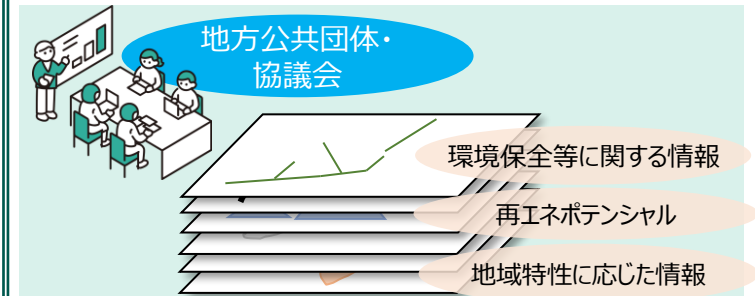 地方公共団体・
協議会
環境保全等に関する情報
再エネポテンシャル
地域特性に応じた情報